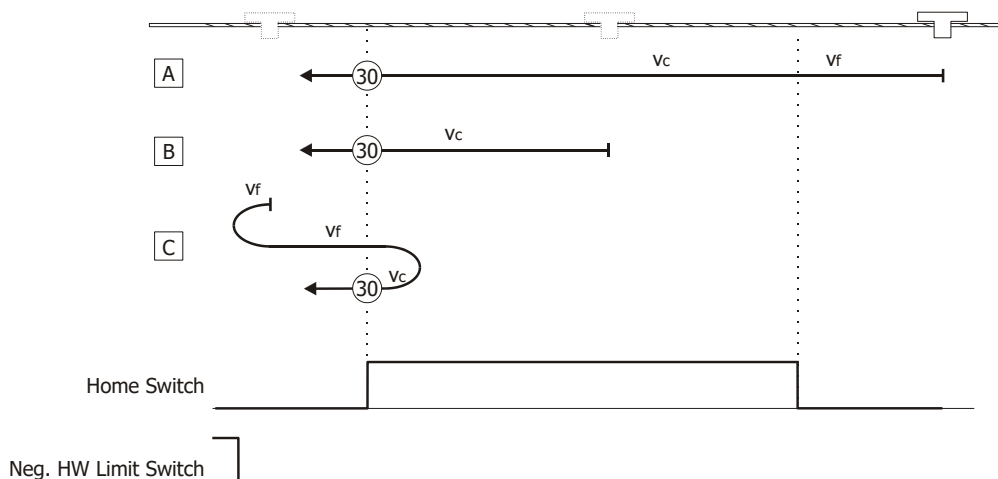 A
Vc
Vf
30
B
Vc
30
Vf
C
Vf
Vc
30
Home Switch
Neg. HW Limit Switch